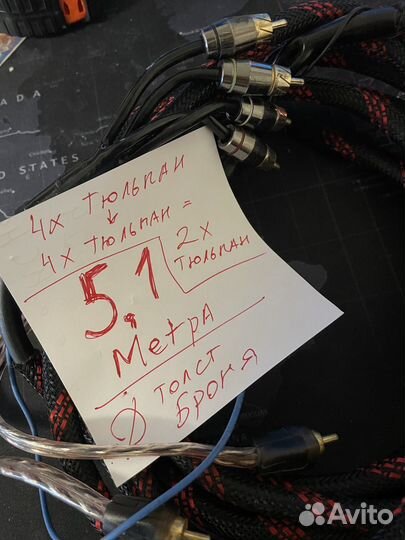 ADA
STATES
4х тюльпан
↓
4х тюльпан =
2х
тюльпан
5.1
Метра
∅ толст
броня
Avito